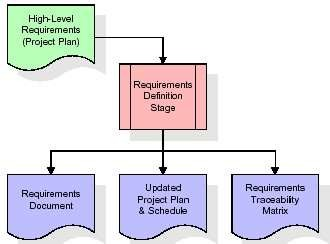 High-Level
Requirements
(Project Plan)
Requirements
Definition
Stage
Requirements
Document
Updated
Project Plan
& Schedule
Requirements
Traceability
Matrix